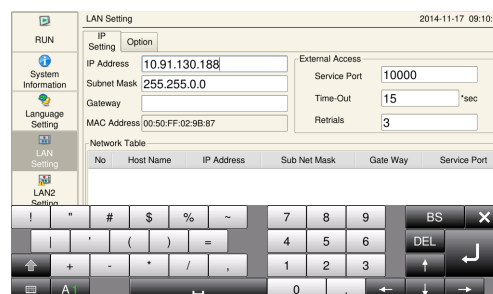 LAN Setting 2014-11-17 09:10:
RUN
System
Information
Language
Setting
LAN
Setting
LAN2
Setting
IP
Setting
Option
IP Address 10.91.130.188
Subnet Mask 255.255.0.0
Gateway
MAC Address 00:50:FF:02:9B:87
External Access
Service Port 10000
Time-Out 15 *sec
Retrials 3
Network Table
No Host Name IP Address Sub Net Mask Gate Way Service Port
! " # $ % ~ 7 8 9 BS X
| ' ( ) = 4 5 6 DEL
+ - * / , 1 2 3 ↑
A1 0 . ← ↓ →